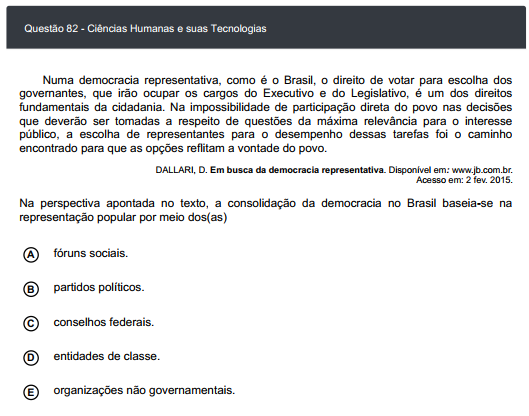 Questão 82 - Ciências Humanas e suas Tecnologias
Numa democracia representativa, como é o Brasil, o direito de votar para escolha dos
governantes, que irão ocupar os cargos do Executivo e do Legislativo, é um dos direitos
fundamentais da cidadania. Na impossibilidade de participação direta do povo nas decisões
que deverão ser tomadas a respeito de questões da máxima relevância para o interesse
público, a escolha de representantes para o desempenho dessas tarefas foi o caminho
encontrado para que as opções reflitam a vontade do povo.
DALLARI, D. Em busca da democracia representativa. Disponível em: www.jb.com.br.
Acesso em: 2 fev. 2015.
Na perspectiva apontada no texto, a consolidação da democracia no Brasil baseia-se na
representação popular por meio dos(as)
A fóruns sociais.
B partidos políticos.
C conselhos federais.
D entidades de classe.
E organizações não governamentais.